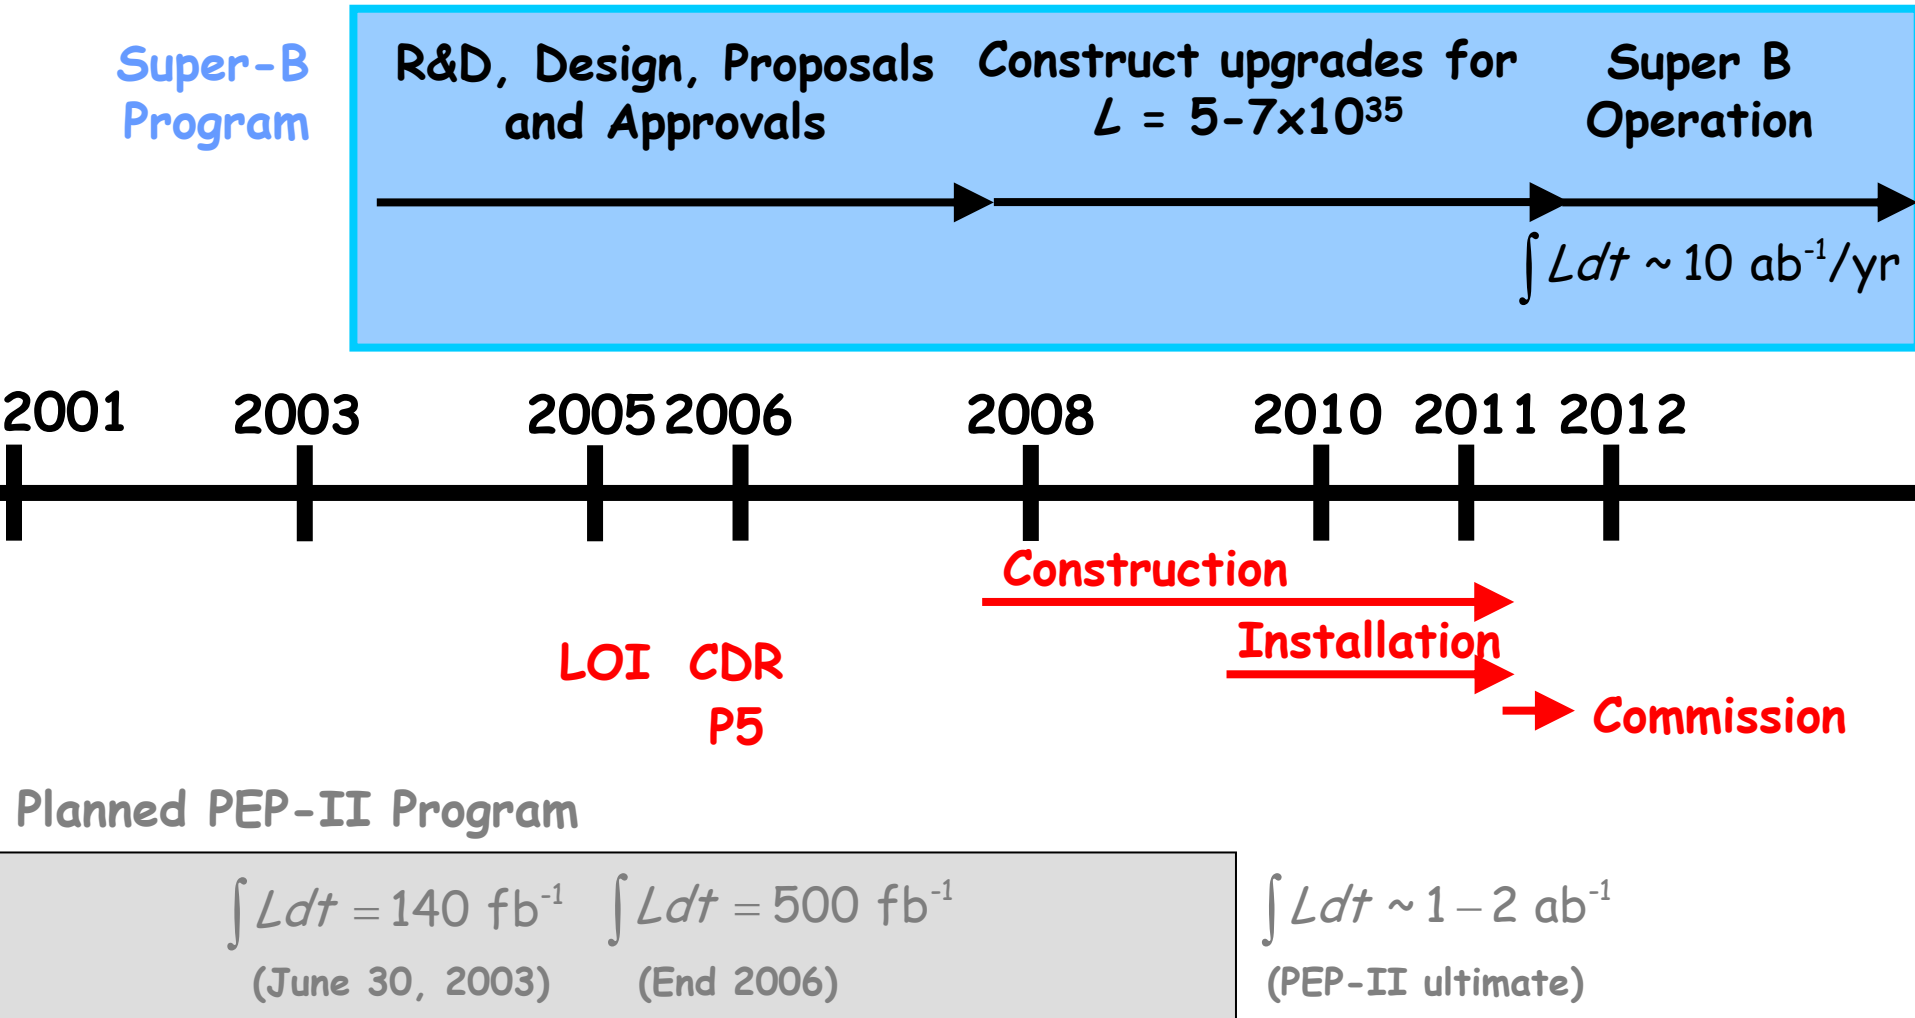 Super-B
Program
R&D, Design, Proposals
and Approvals
Construct upgrades for
L = 5-7x10³⁵
Super B
Operation
∫Ldt ~ 10 ab⁻¹/yr
2001 2003 2005 2006 2008 2010 2011 2012
Construction
Installation
LOI CDR
P5
Commission
Planned PEP-II Program
∫Ldt = 140 fb⁻¹
(June 30, 2003)
∫Ldt = 500 fb⁻¹
(End 2006)
∫Ldt ~ 1 – 2 ab⁻¹
(PEP-II ultimate)